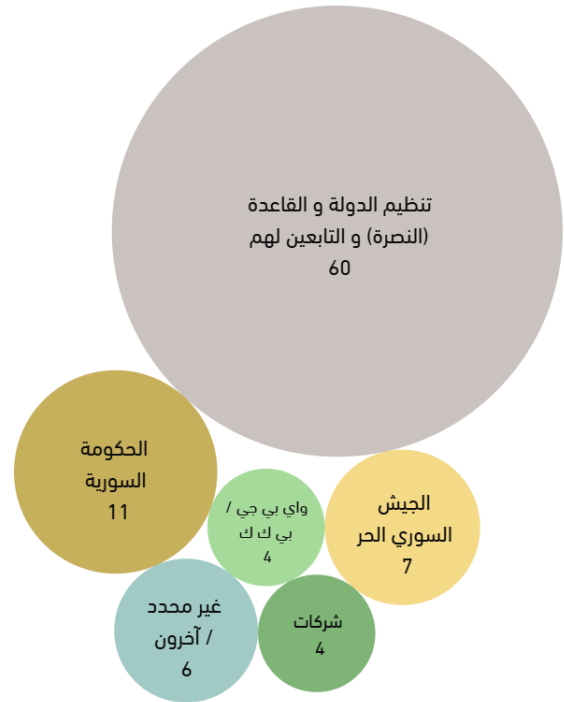 تنظيم الدولة و القاعدة
(النصرة) و التابعين لهم
60
الحكومة
السورية
11
واي بي جي /
بي ك ك
4
الجيش
السوري الحر
7
غير محدد
/ آخرون
6
شركات
4